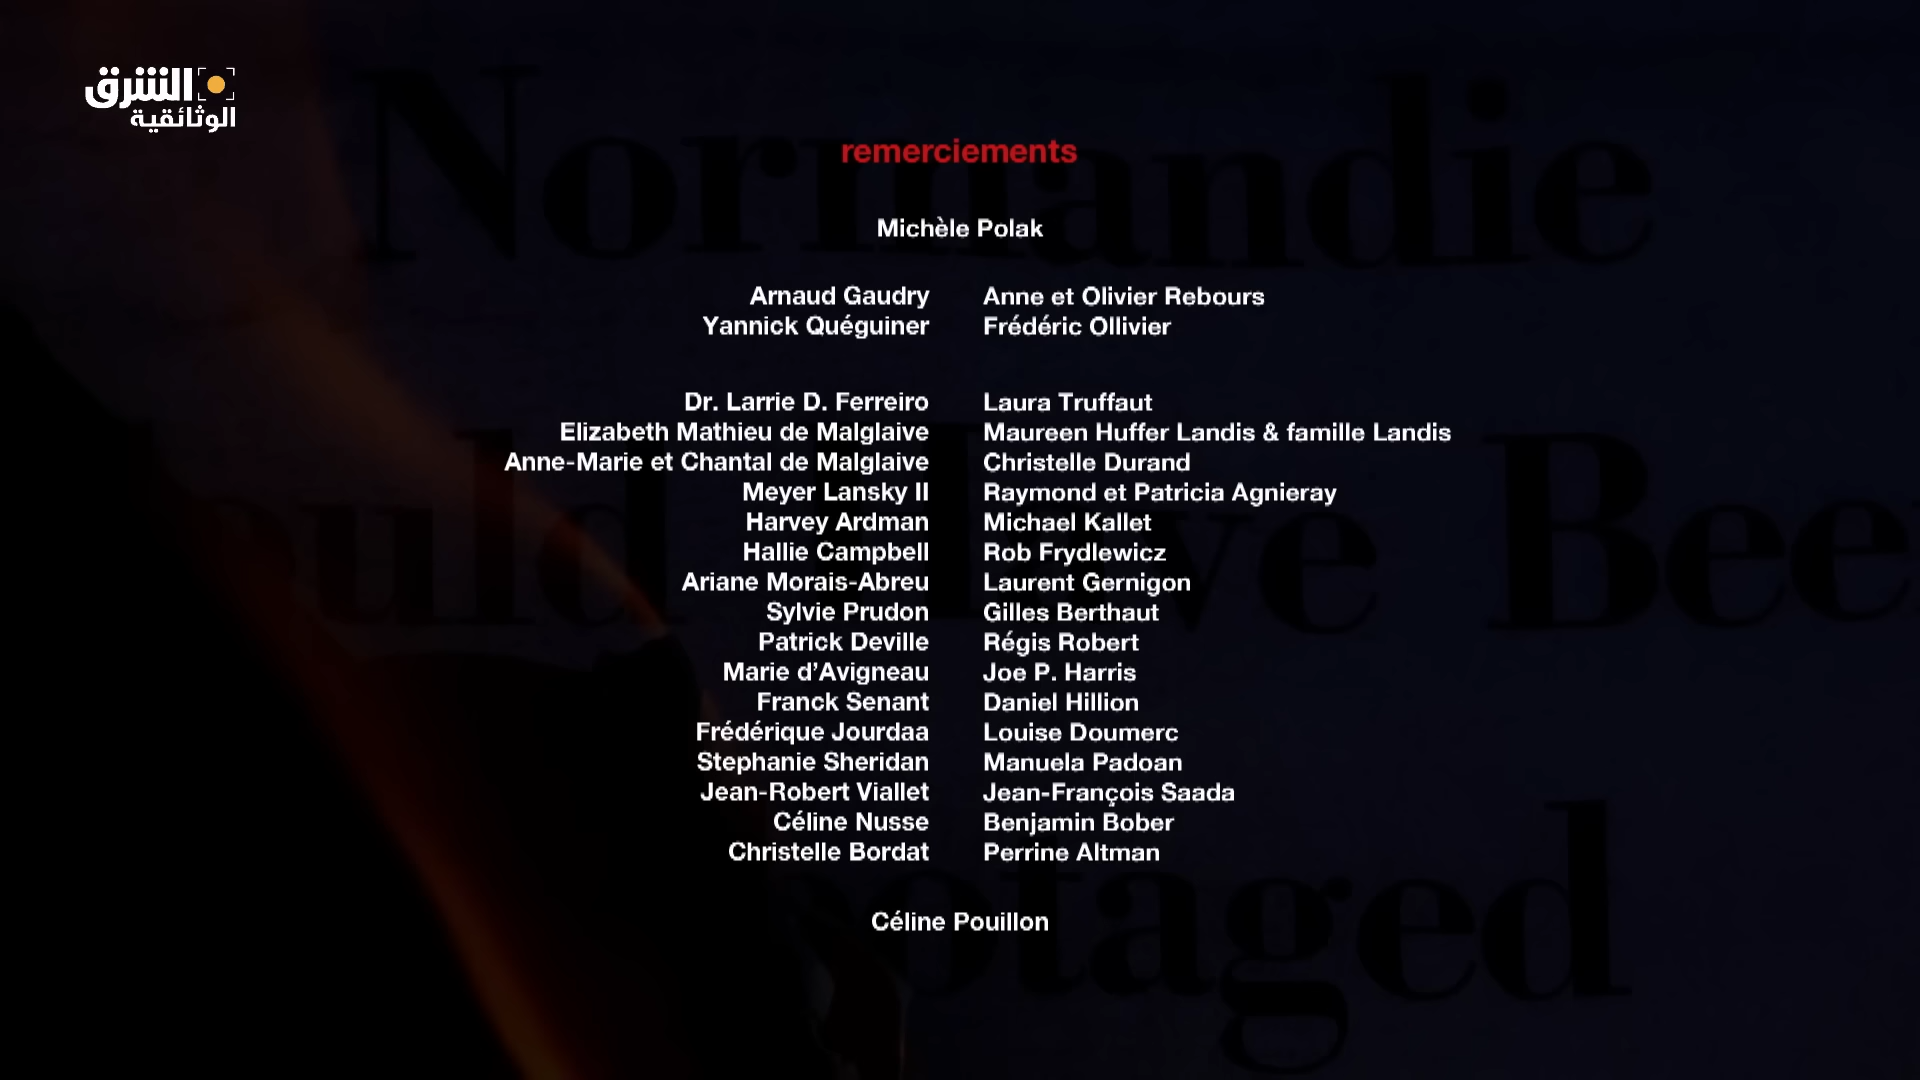 الشرق
الوثائقية
Normandie
remerciements
Michèle Polak
Arnaud Gaudry Anne et Olivier Rebours
Yannick Quéguiner Frédéric Ollivier
Dr. Larrie D. Ferreiro Laura Truffaut
Elizabeth Mathieu de Malglaive Maureen Huffer Landis & famille Landis
Anne-Marie et Chantal de Malglaive Christelle Durand
Meyer Lansky II Raymond et Patricia Agnieray
Harvey Ardman Michael Kallet
Hallie Campbell Rob Frydlewicz
Ariane Morais-Abreu Laurent Gernigon
Sylvie Prudon Gilles Berthaut
Patrick Deville Régis Robert
Marie d'Avigneau Joe P. Harris
Franck Senant Daniel Hillion
Frédérique Jourdaa Louise Doumerc
Stephanie Sheridan Manuela Padoan
Jean-Robert Viallet Jean-François Saada
Céline Nusse Benjamin Bober
Christelle Bordat Perrine Altman
Céline Pouillon